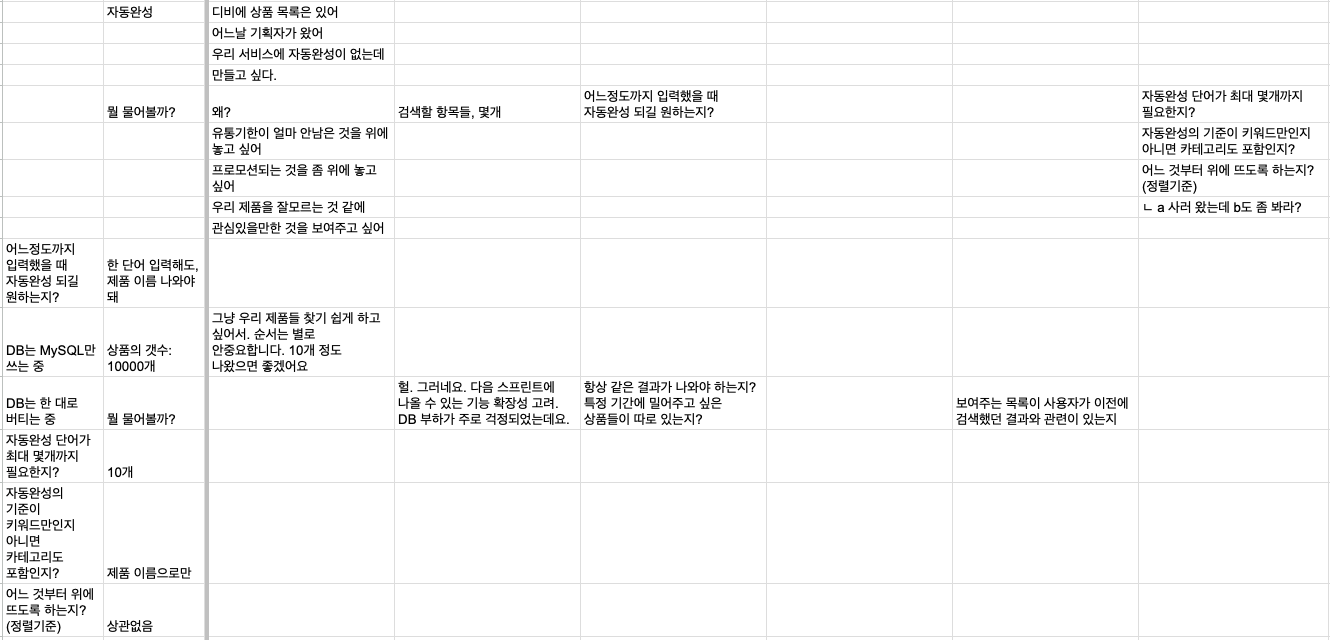 자동완성
디비에 상품 목록은 있어
어느날 기획자가 왔어
우리 서비스에 자동완성이 없는데
만들고 싶다.
뭘 물어볼까?
왜?
검색할 항목들, 몇개
어느정도까지 입력했을 때
자동완성 되길 원하는지?
자동완성 단어가 최대 몇개까지
필요한지?
유통기한이 얼마 안남은 것을 위에
놓고 싶어
자동완성의 기준이 키워드만인지
아니면 카테고리도 포함인지?
프로모션되는 것을 좀 위에 놓고
싶어
어느 것부터 위에 뜨도록 하는지?
(정렬기준)
우리 제품을 잘모르는 것 같에
ㄴ a 사러 왔는데 b도 좀 봐라?
관심있을만한 것을 보여주고 싶어
어느정도까지
입력했을 때
자동완성 되길
원하는지?
한 단어 입력해도,
제품 이름 나와야
돼
DB는 MySQL만
쓰는 중
상품의 갯수:
10000개
그냥 우리 제품들 찾기 쉽게 하고
싶어서. 순서는 별로
안중요합니다. 10개 정도
나왔으면 좋겠어요
DB는 한 대로
버티는 중
뭘 물어볼까?
헐. 그러네요. 다음 스프린트에
나올 수 있는 기능 확장성 고려.
DB 부하가 주로 걱정되었는데요.
항상 같은 결과가 나와야 하는지?
특정 기간에 밀어주고 싶은
상품들이 따로 있는지?
보여주는 목록이 사용자가 이전에
검색했던 결과와 관련이 있는지
자동완성 단어가
최대 몇개까지
필요한지?
10개
자동완성의
기준이
키워드만인지
아니면
카테고리도
포함인지?
제품 이름으로만
어느 것부터 위에
뜨도록 하는지?
(정렬기준)
상관없음